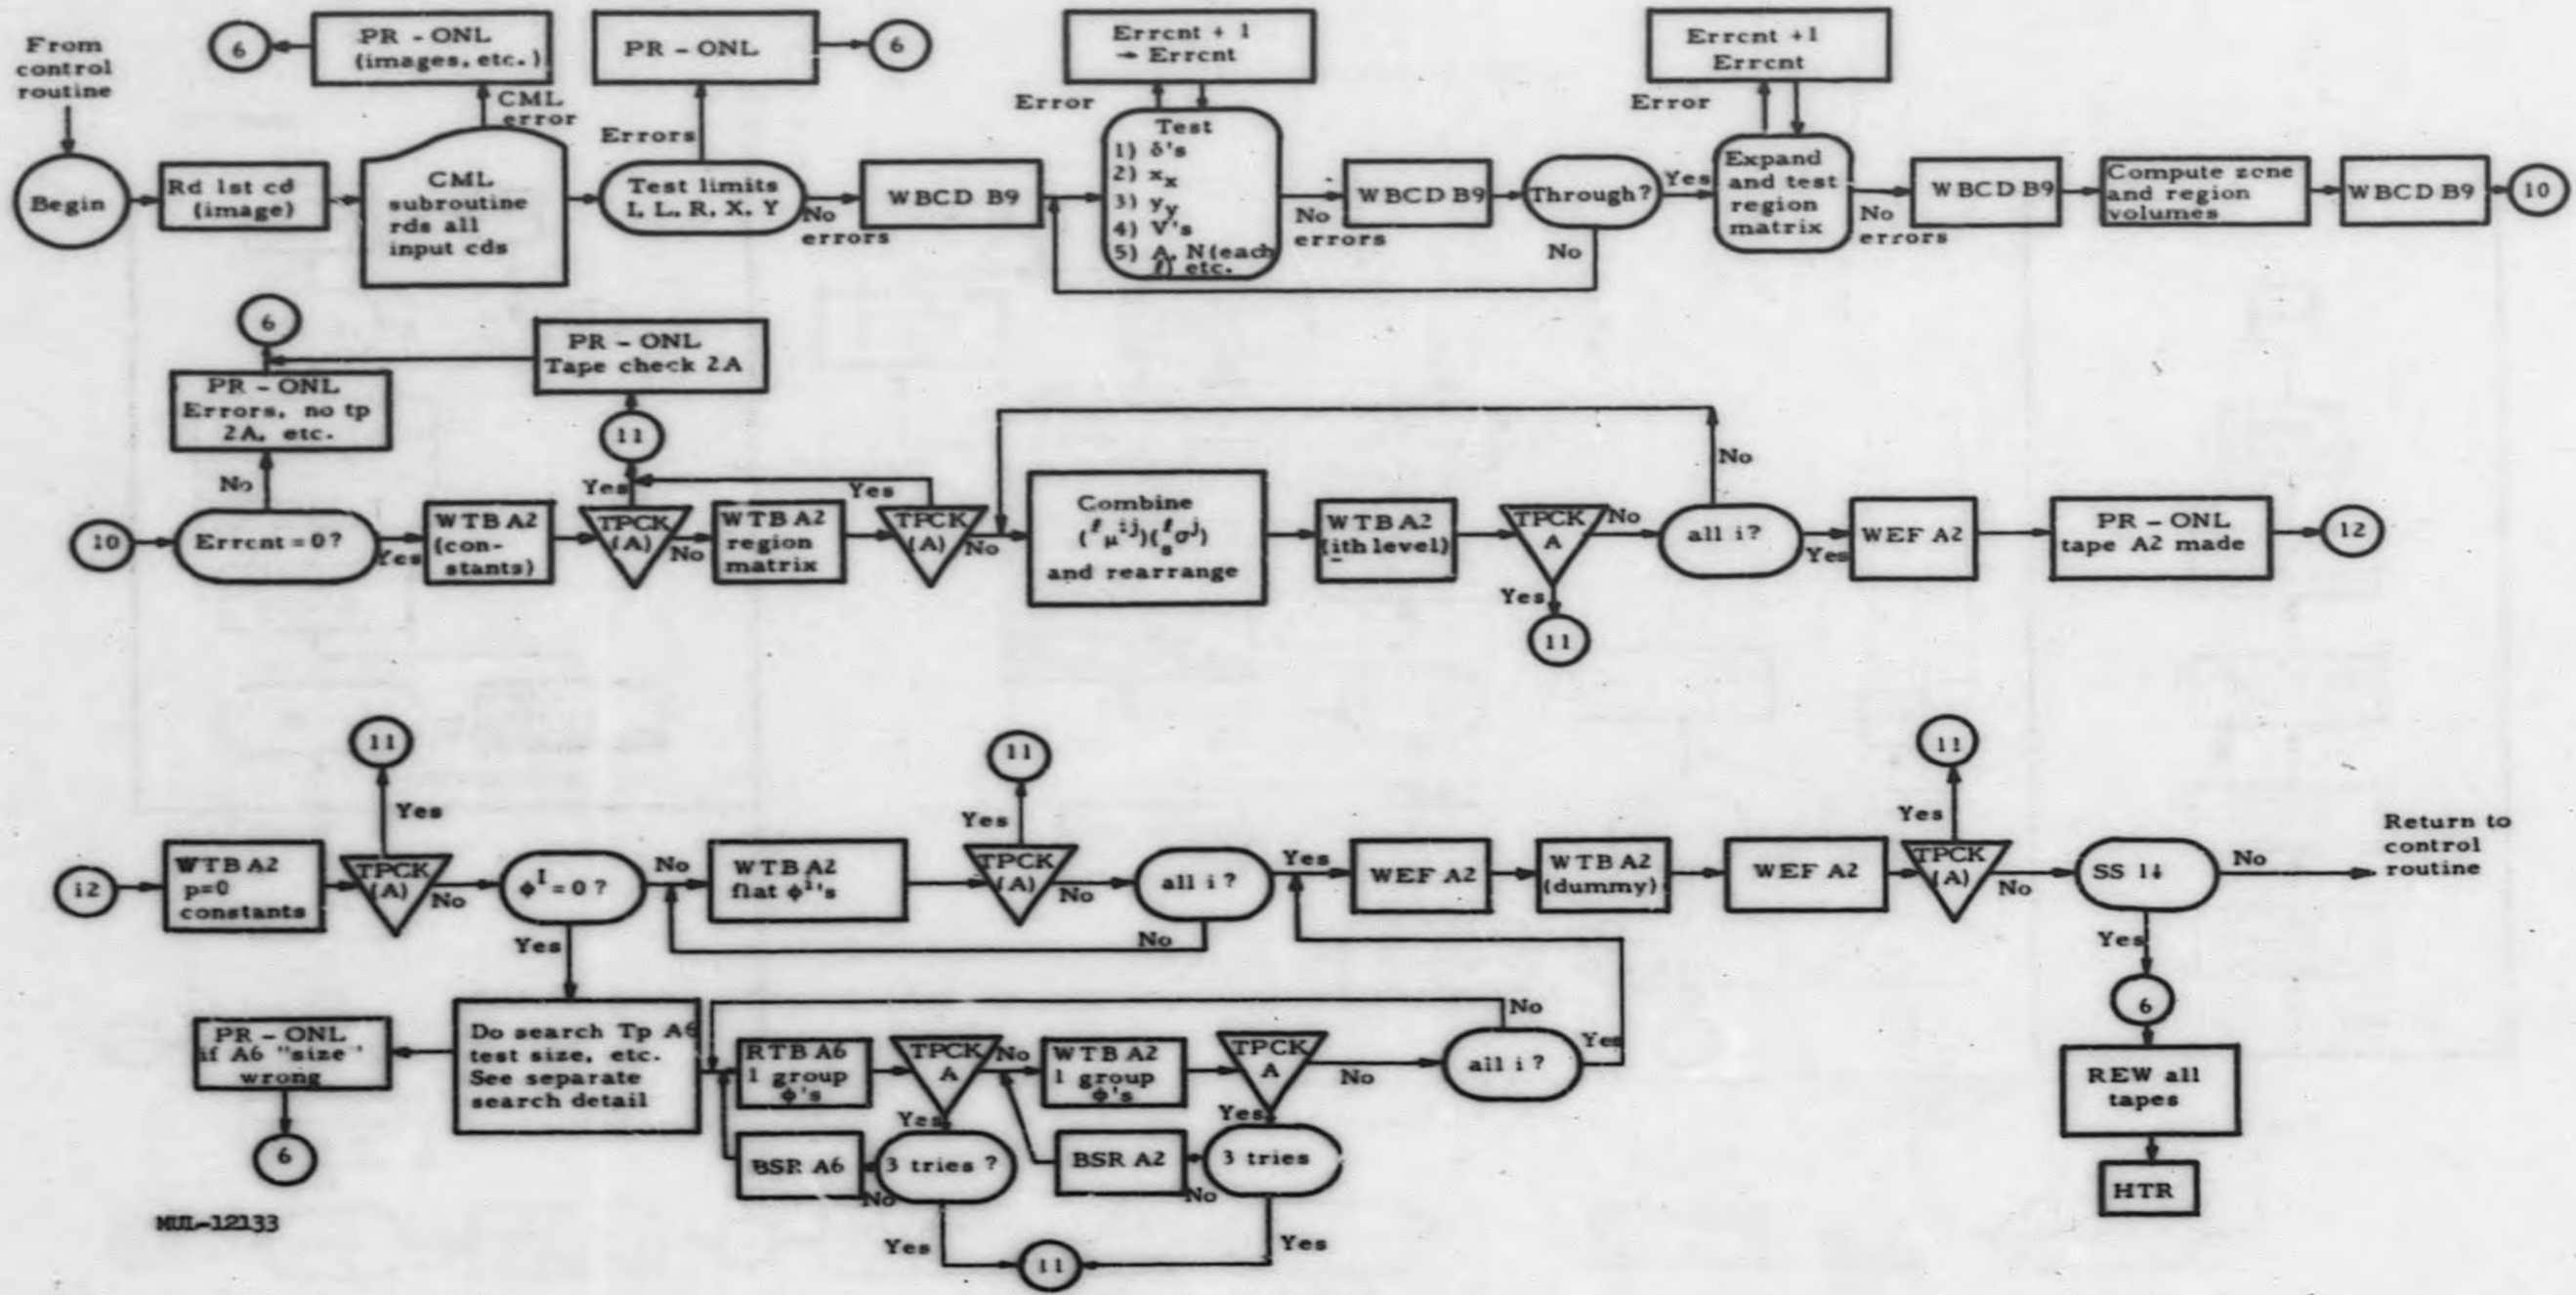 From
control
routine
6
PR - ONL
(images, etc.)
CML
error
PR - ONL
6
Errors
Errcnt + 1
→ Errcnt
Error
Errcnt +1
Errcnt
Error
Begin
Rd 1st cd
(image)
CML
subroutine
rds all
input cds
Test limits
I, L, R, X, Y
No
errors
WBCD B9
Test
1) δ's
2) xₓ
3) y_y
4) V's
5) A, N(each
ℓ) etc.
No
errors
WBCD B9
Through?
Yes
No
Expand
and test
region
matrix
No
errors
WBCD B9
Compute zone
and region
volumes
WBCD B9
10
6
PR - ONL
Tape check 2A
PR - ONL
Errors, no tp
2A, etc.
11
No
Yes
Yes
No
10
Errcnt = 0?
Yes
WTB A2
(con-
stants)
TPCK
(A)
No
WTB A2
region
matrix
TPCK
(A)
No
Combine
(ℓμ^ij)(ℓsσ^j)
and rearrange
WTB A2
(ith level)
TPCK
A
No
Yes
11
all i?
Yes
WEF A2
PR - ONL
tape A2 made
12
11
Yes
11
Yes
11
Yes
12
WTB A2
p=0
constants
TPCK
(A)
No
ϕ^I = 0 ?
No
Yes
WTB A2
flat ϕ^i's
TPCK
(A)
No
all i ?
No
Yes
WEF A2
WTB A2
(dummy)
WEF A2
TPCK
(A)
No
SS 1↓
No
Return to
control
routine
Yes
6
REW all
tapes
HTR
PR - ONL
if A6 "size"
wrong
6
Do search Tp A6
test size, etc.
See separate
search detail
RTB A6
1 group
ϕ's
TPCK
A
No
Yes
WTB A2
1 group
ϕ's
TPCK
A
No
Yes
all i ?
No
Yes
BSR A6
No
3 tries ?
BSR A2
No
3 tries
Yes
11
Yes
MUL-12133